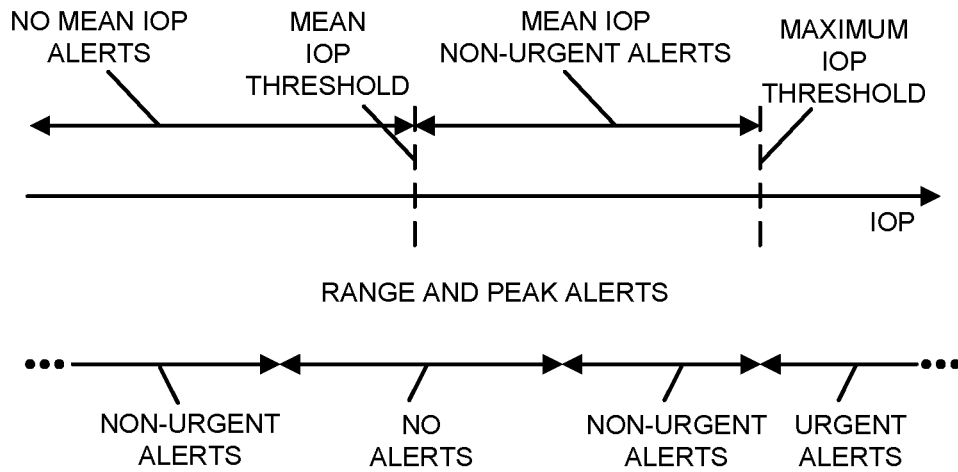 NO MEAN IOP
ALERTS
MEAN
IOP
THRESHOLD
MEAN IOP
NON-URGENT ALERTS
MAXIMUM
IOP
THRESHOLD
IOP
RANGE AND PEAK ALERTS
NON-URGENT
ALERTS
NO
ALERTS
NON-URGENT
ALERTS
URGENT
ALERTS